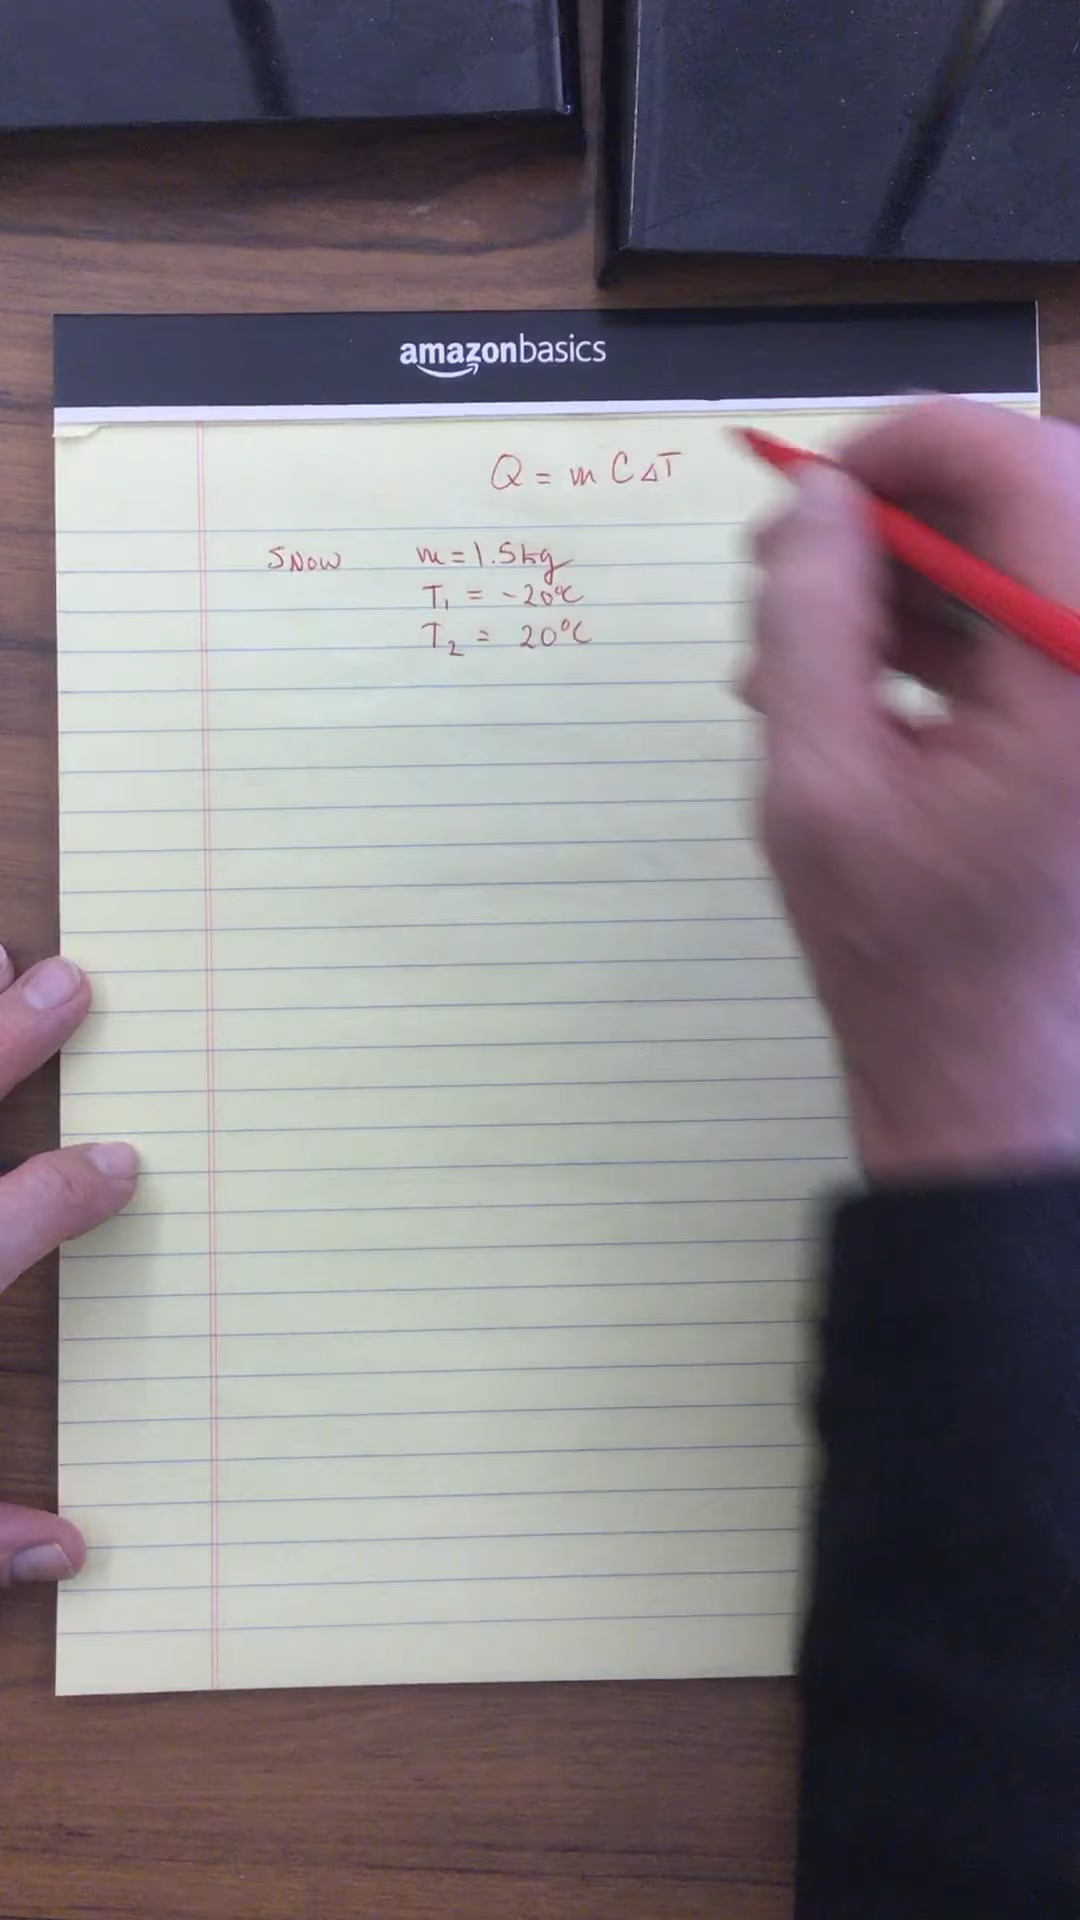 amazonbasics
Q = m C ΔT
SNOW m = 1.5kg
T₁ = -20°C
T₂ = 20°C